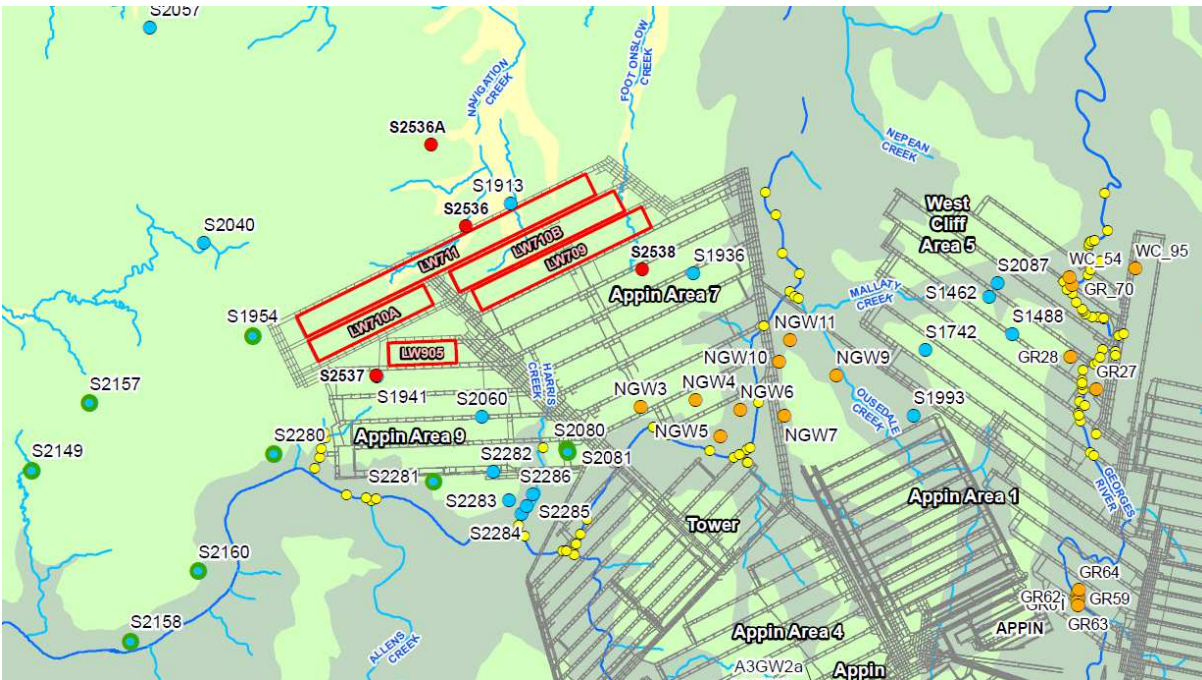 S2057
NAVIGATION
CREEK
FOOT ONSLOW
CREEK
S2536A
NEPEAN
CREEK
S1913
S2536
S2040
West
Cliff
Area 5
LW710B
LW711
LW709
S2538
S1936
WC_54
WC_95
S2087
GR_70
Appin Area 7
MALLATY
CREEK
S1462
S1954
LW710A
NGW11
S1488
S1742
LW905
NGW10
NGW9
GR28
S2157
S2537
HARRIS
CREEK
NGW3
NGW4
NGW6
GR27
S1941
S2060
OUSEDALE
CREEK
S1993
Appin Area 9
S2080
NGW5
NGW7
S2280
S2081
S2149
S2282
S2281
S2286
S2283
S2285
GEORGES
RIVER
Appin Area 1
S2284
Tower
S2160
GR64
GR62
GR61
GR59
GR63
S2158
ALLENS
CREEK
Appin Area 4
APPIN
A3GW2a
Appin